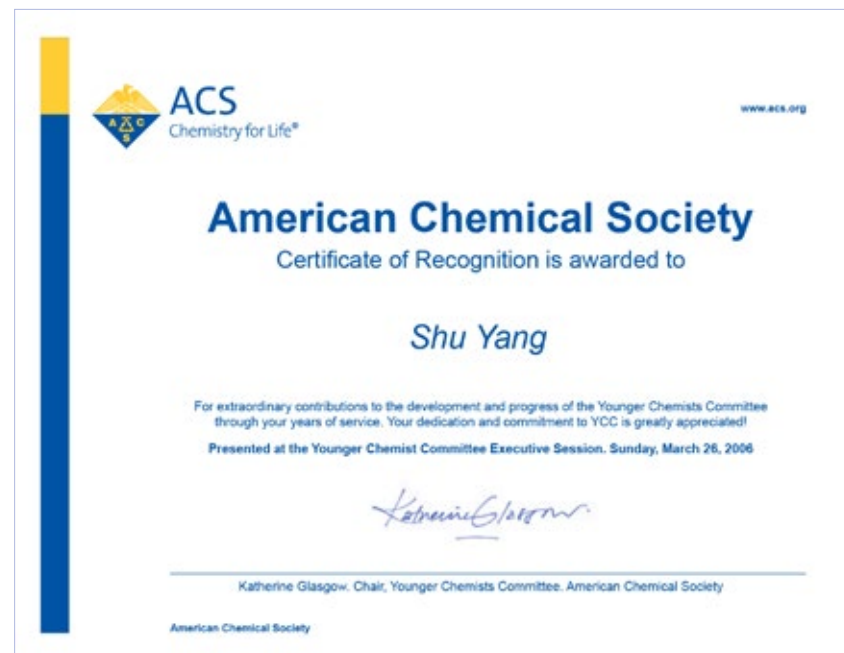 ACS
Chemistry for Life®
www.acs.org
A C S
American Chemical Society
Certificate of Recognition is awarded to
Shu Yang
For extraordinary contributions to the development and progress of the Younger Chemists Committee
through your years of service. Your dedication and commitment to YCC is greatly appreciated!
Presented at the Younger Chemist Committee Executive Session. Sunday, March 26, 2006
Katherine Glasgow.
Katherine Glasgow. Chair, Younger Chemists Committee. American Chemical Society
American Chemical Society